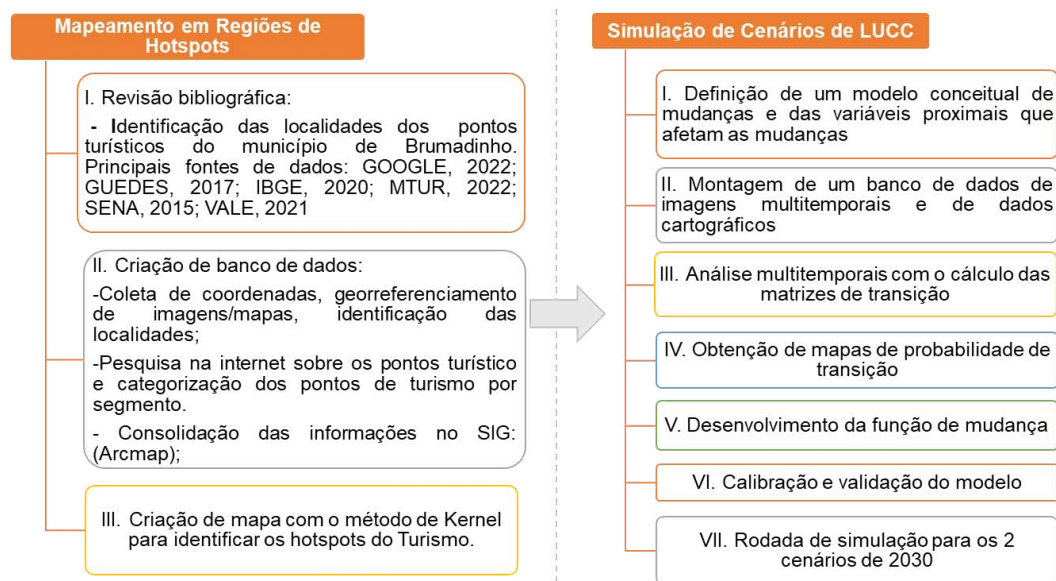 Mapeamento em Regiões de
Hotspots
I. Revisão bibliográfica:
- Identificação das localidades dos pontos
turísticos do município de Brumadinho.
Principais fontes de dados: GOOGLE, 2022;
GUEDES, 2017; IBGE, 2020; MTUR, 2022;
SENA, 2015; VALE, 2021
II. Criação de banco de dados:
-Coleta de coordenadas, georreferenciamento
de imagens/mapas, identificação das
localidades;
-Pesquisa na internet sobre os pontos turístico
e categorização dos pontos de turismo por
segmento.
- Consolidação das informações no SIG:
(Arcmap);
III. Criação de mapa com o método de Kernel
para identificar os hotspots do Turismo.
Simulação de Cenários de LUCC
I. Definição de um modelo conceitual de
mudanças e das variáveis proximais que
afetam as mudanças
II. Montagem de um banco de dados de
imagens multitemporais e de dados
cartográficos
III. Análise multitemporais com o cálculo das
matrizes de transição
IV. Obtenção de mapas de probabilidade de
transição
V. Desenvolvimento da função de mudança
VI. Calibração e validação do modelo
VII. Rodada de simulação para os 2
cenários de 2030